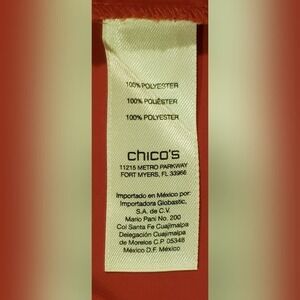 100% POLYESTER
100% POLIÉSTER
100% POLYESTER
chico's
11215 METRO PARKWAY
FORT MYERS, FL 33966
Importado en México por:
Importadora Globastic,
S.A. de C.V.
Mario Pani No. 200
Col Santa Fe Cuajimalpa
Delegación Cuajimalpa
de Morelos C.P. 05348
México D.F. México